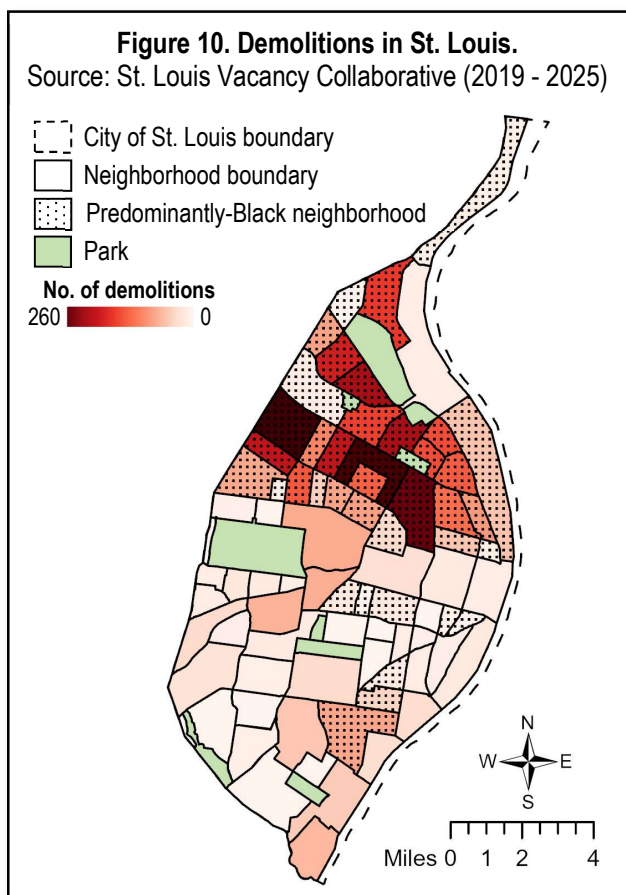 Figure 10. Demolitions in St. Louis.
Source: St. Louis Vacancy Collaborative (2019 - 2025)
City of St. Louis boundary
Neighborhood boundary
Predominantly-Black neighborhood
Park
No. of demolitions
260 0
N
W E
S
Miles 0 1 2 4